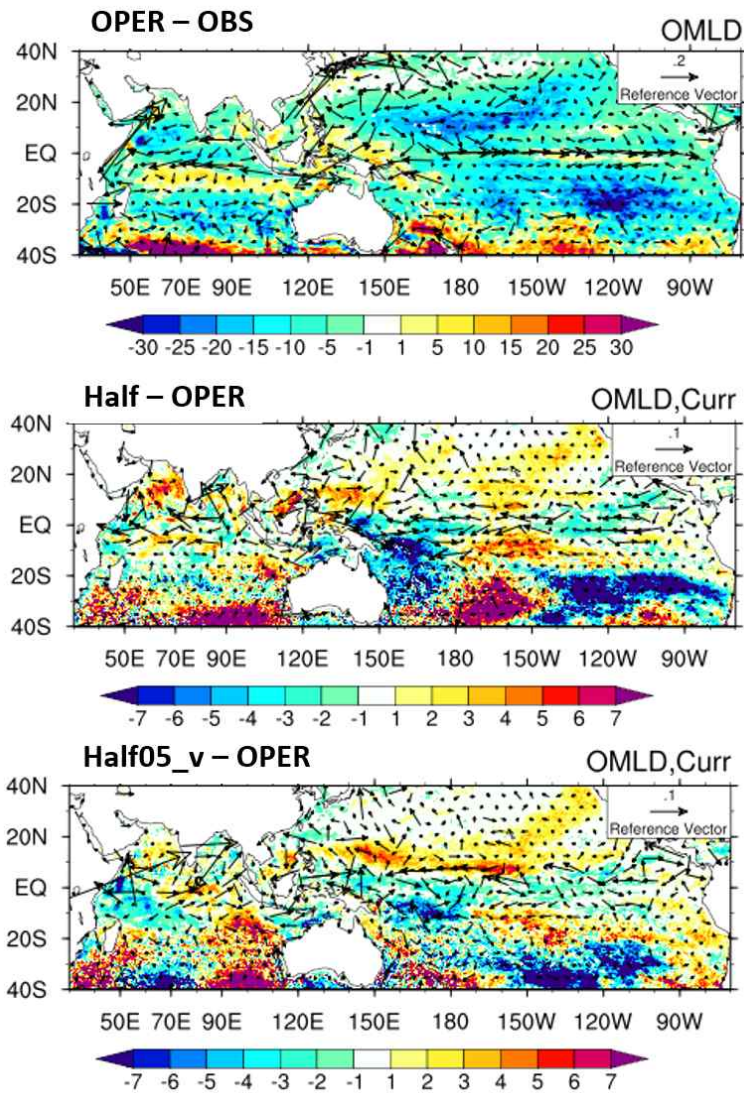 OPER – OBS
OMLD
40N
20N
EQ
20S
40S
.2
Reference Vector
50E 70E 90E 120E 150E 180 150W 120W 90W
-30 -25 -20 -15 -10 -5 -1 1 5 10 15 20 25 30
Half – OPER
OMLD,Curr
40N
20N
EQ
20S
40S
.1
Reference Vector
50E 70E 90E 120E 150E 180 150W 120W 90W
-7 -6 -5 -4 -3 -2 -1 1 2 3 4 5 6 7
Half05_v – OPER
OMLD,Curr
40N
20N
EQ
20S
40S
.1
Reference Vector
50E 70E 90E 120E 150E 180 150W 120W 90W
-7 -6 -5 -4 -3 -2 -1 1 2 3 4 5 6 7